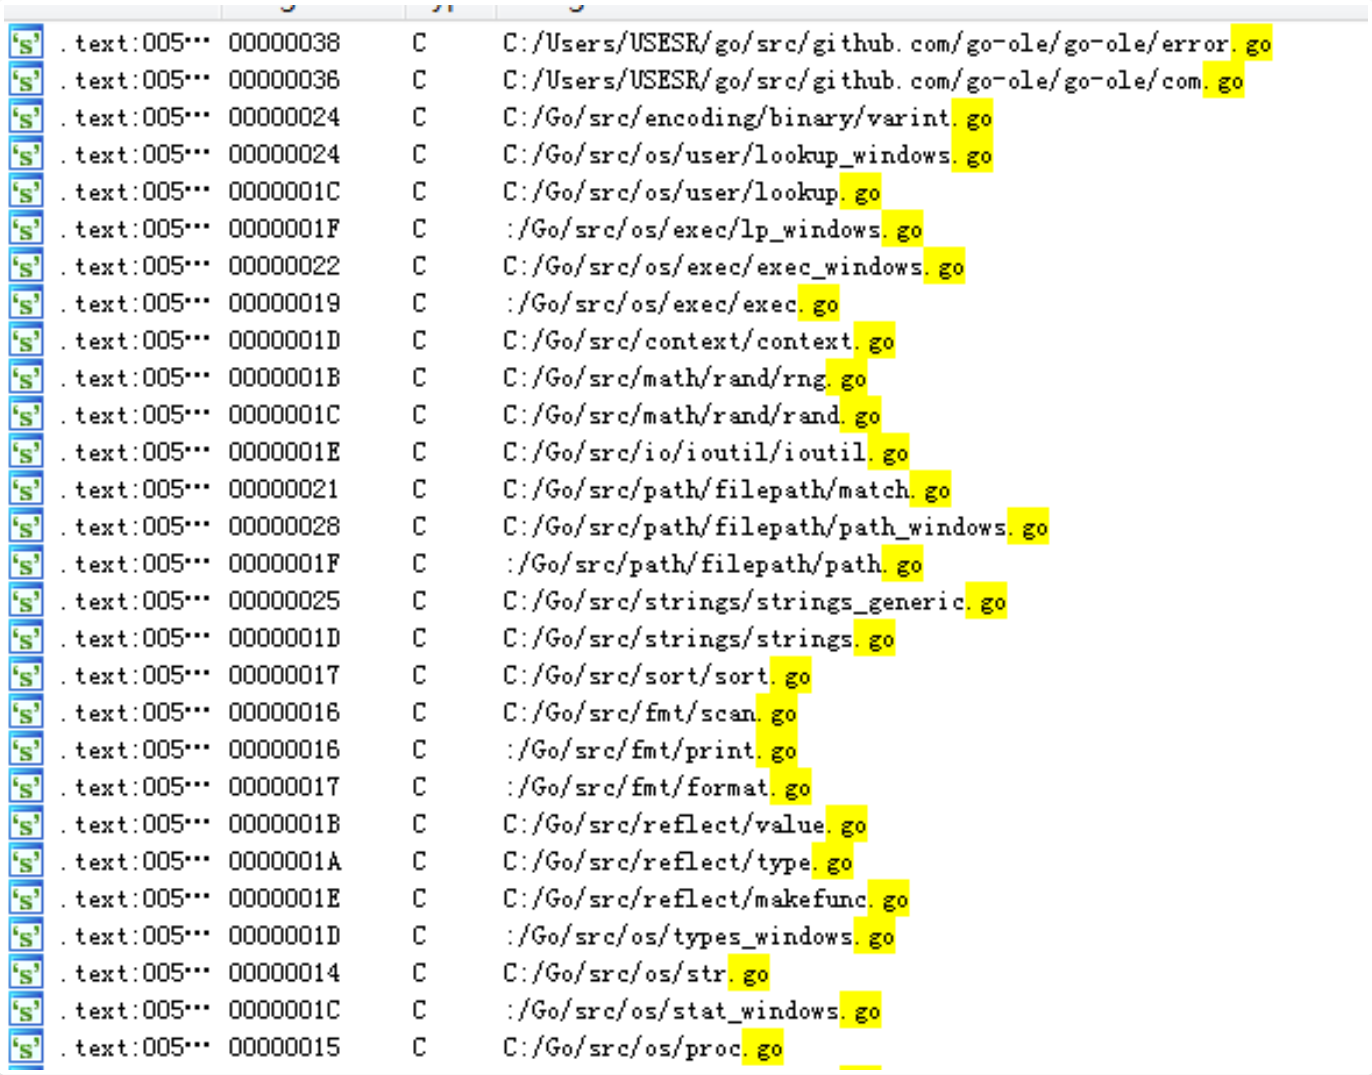 's' .text:005··· 00000038 C C:/Users/USESR/go/src/github.com/go-ole/go-ole/error.go
's' .text:005··· 00000036 C C:/Users/USESR/go/src/github.com/go-ole/go-ole/com.go
's' .text:005··· 00000024 C C:/Go/src/encoding/binary/varint.go
's' .text:005··· 00000024 C C:/Go/src/os/user/lookup_windows.go
's' .text:005··· 0000001C C C:/Go/src/os/user/lookup.go
's' .text:005··· 0000001F C :/Go/src/os/exec/lp_windows.go
's' .text:005··· 00000022 C C:/Go/src/os/exec/exec_windows.go
's' .text:005··· 00000019 C :/Go/src/os/exec/exec.go
's' .text:005··· 0000001D C C:/Go/src/context/context.go
's' .text:005··· 0000001B C C:/Go/src/math/rand/rng.go
's' .text:005··· 0000001C C C:/Go/src/math/rand/rand.go
's' .text:005··· 0000001E C C:/Go/src/io/ioutil/ioutil.go
's' .text:005··· 00000021 C C:/Go/src/path/filepath/match.go
's' .text:005··· 00000028 C C:/Go/src/path/filepath/path_windows.go
's' .text:005··· 0000001F C :/Go/src/path/filepath/path.go
's' .text:005··· 00000025 C C:/Go/src/strings/strings_generic.go
's' .text:005··· 0000001D C C:/Go/src/strings/strings.go
's' .text:005··· 00000017 C C:/Go/src/sort/sort.go
's' .text:005··· 00000016 C C:/Go/src/fmt/scan.go
's' .text:005··· 00000016 C :/Go/src/fmt/print.go
's' .text:005··· 00000017 C :/Go/src/fmt/format.go
's' .text:005··· 0000001B C C:/Go/src/reflect/value.go
's' .text:005··· 0000001A C C:/Go/src/reflect/type.go
's' .text:005··· 0000001E C C:/Go/src/reflect/makefunc.go
's' .text:005··· 0000001D C :/Go/src/os/types_windows.go
's' .text:005··· 00000014 C C:/Go/src/os/str.go
's' .text:005··· 0000001C C :/Go/src/os/stat_windows.go
's' .text:005··· 00000015 C C:/Go/src/os/proc.go